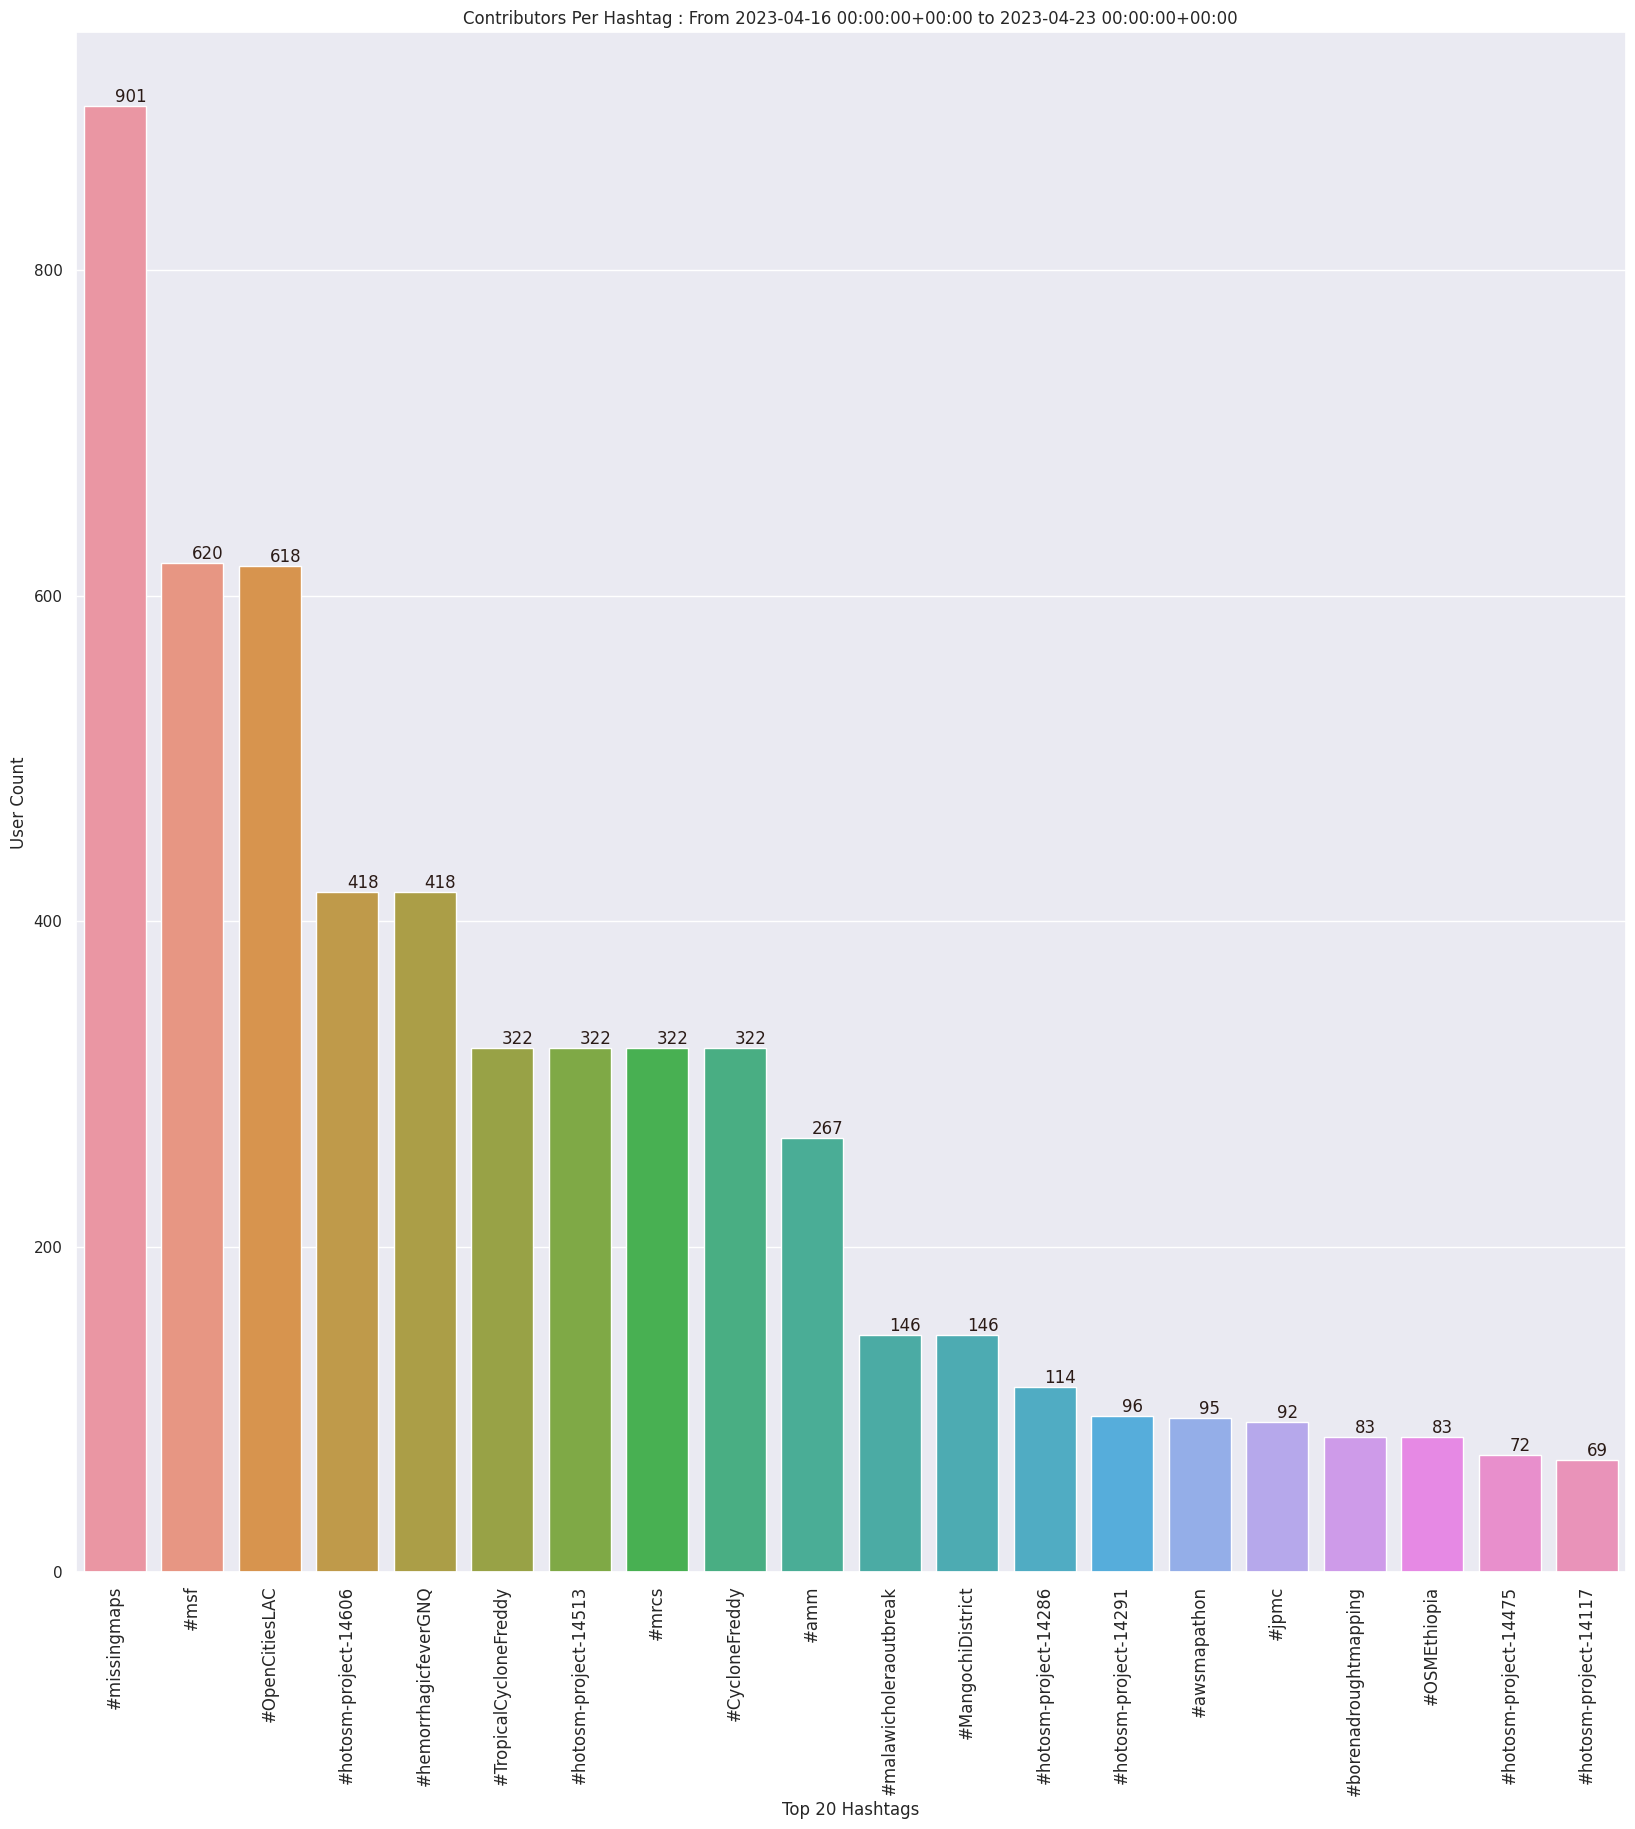 Contributors Per Hashtag : From 2023-04-16 00:00:00+00:00 to 2023-04-23 00:00:00+00:00
User Count
800
600
400
200
0
901
620
618
418
418
322
322
322
322
267
146
146
114
96
95
92
83
83
72
69
#missingmaps
#msf
#OpenCitiesLAC
#hotosm-project-14606
#hemorrhagicfeverGNQ
#TropicalCycloneFreddy
#hotosm-project-14513
#mrcs
#CycloneFreddy
#amm
#malawicholeraoutbreak
#MangochiDistrict
#hotosm-project-14286
#hotosm-project-14291
#awsmapathon
#jpmc
#borenadroughtmapping
#OSMEthiopia
#hotosm-project-14475
#hotosm-project-14117
Top 20 Hashtags